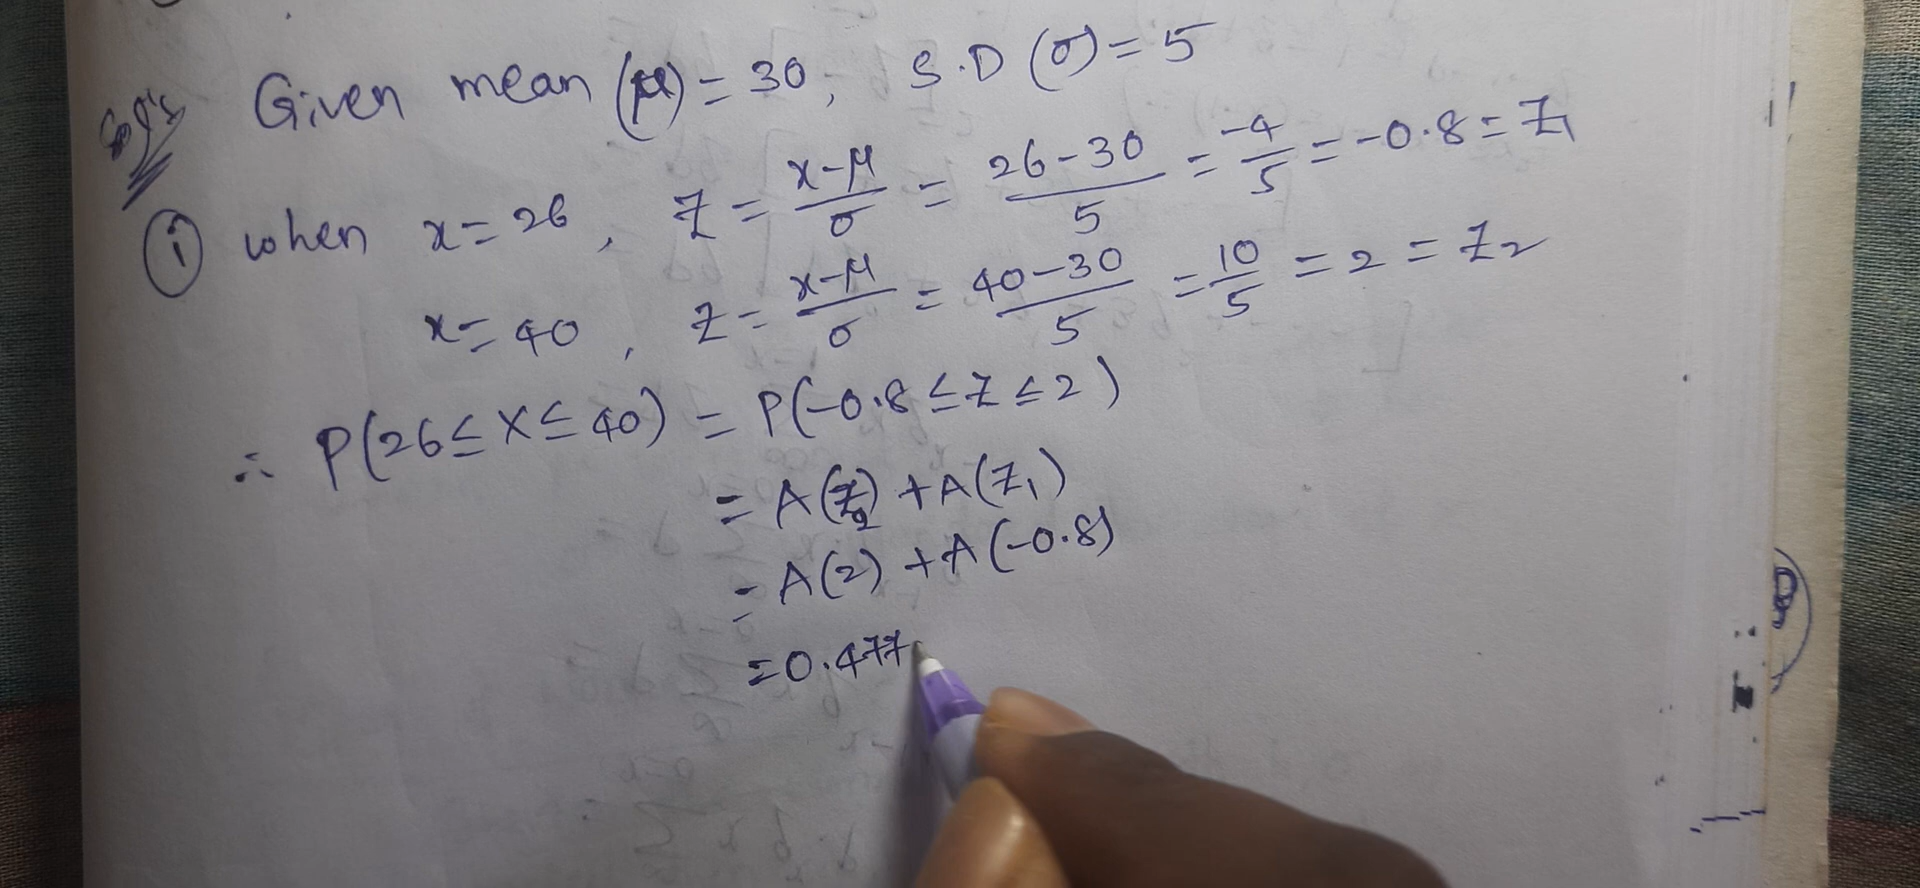 Sol:
Given mean (μ) = 30, S.D (σ) = 5
(i) when x = 26, Z = (x-μ)/σ = (26-30)/5 = -4/5 = -0.8 = Z₁
x = 40, Z = (x-μ)/σ = (40-30)/5 = 10/5 = 2 = Z₂
∴ P(26 ≤ X ≤ 40) = P(-0.8 ≤ Z ≤ 2)
= A(Z₂) + A(Z₁)
= A(2) + A(-0.8)
= 0.477